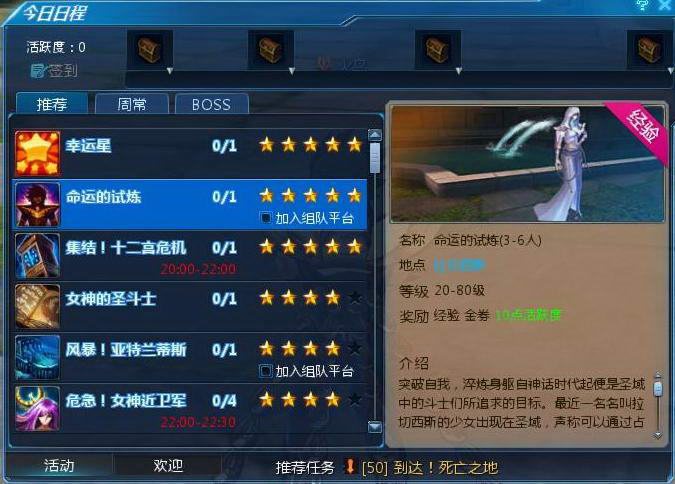 今日日程
活跃度：0
签到
推荐
周常
BOSS
幸运星 0/1
命运的试炼 0/1
加入组队平台
集结！十二宫危机 0/1
20:00-22:00
女神的圣斗士 0/1
风暴！亚特兰蒂斯 0/1
加入组队平台
危急！女神近卫军 0/4
22:00-22:30
经验
名称 命运的试炼(3-6人)
地点
等级 20-80级
奖励 经验 金券 10点活跃度
介绍
突破自我，淬炼身躯自神话时代起便是圣域
中的斗士们所追求的目标。最近一名名叫拉
切西斯的少女出现在圣域，声称可以通过占
活动
欢迎
推荐任务 [50] 到达！死亡之地